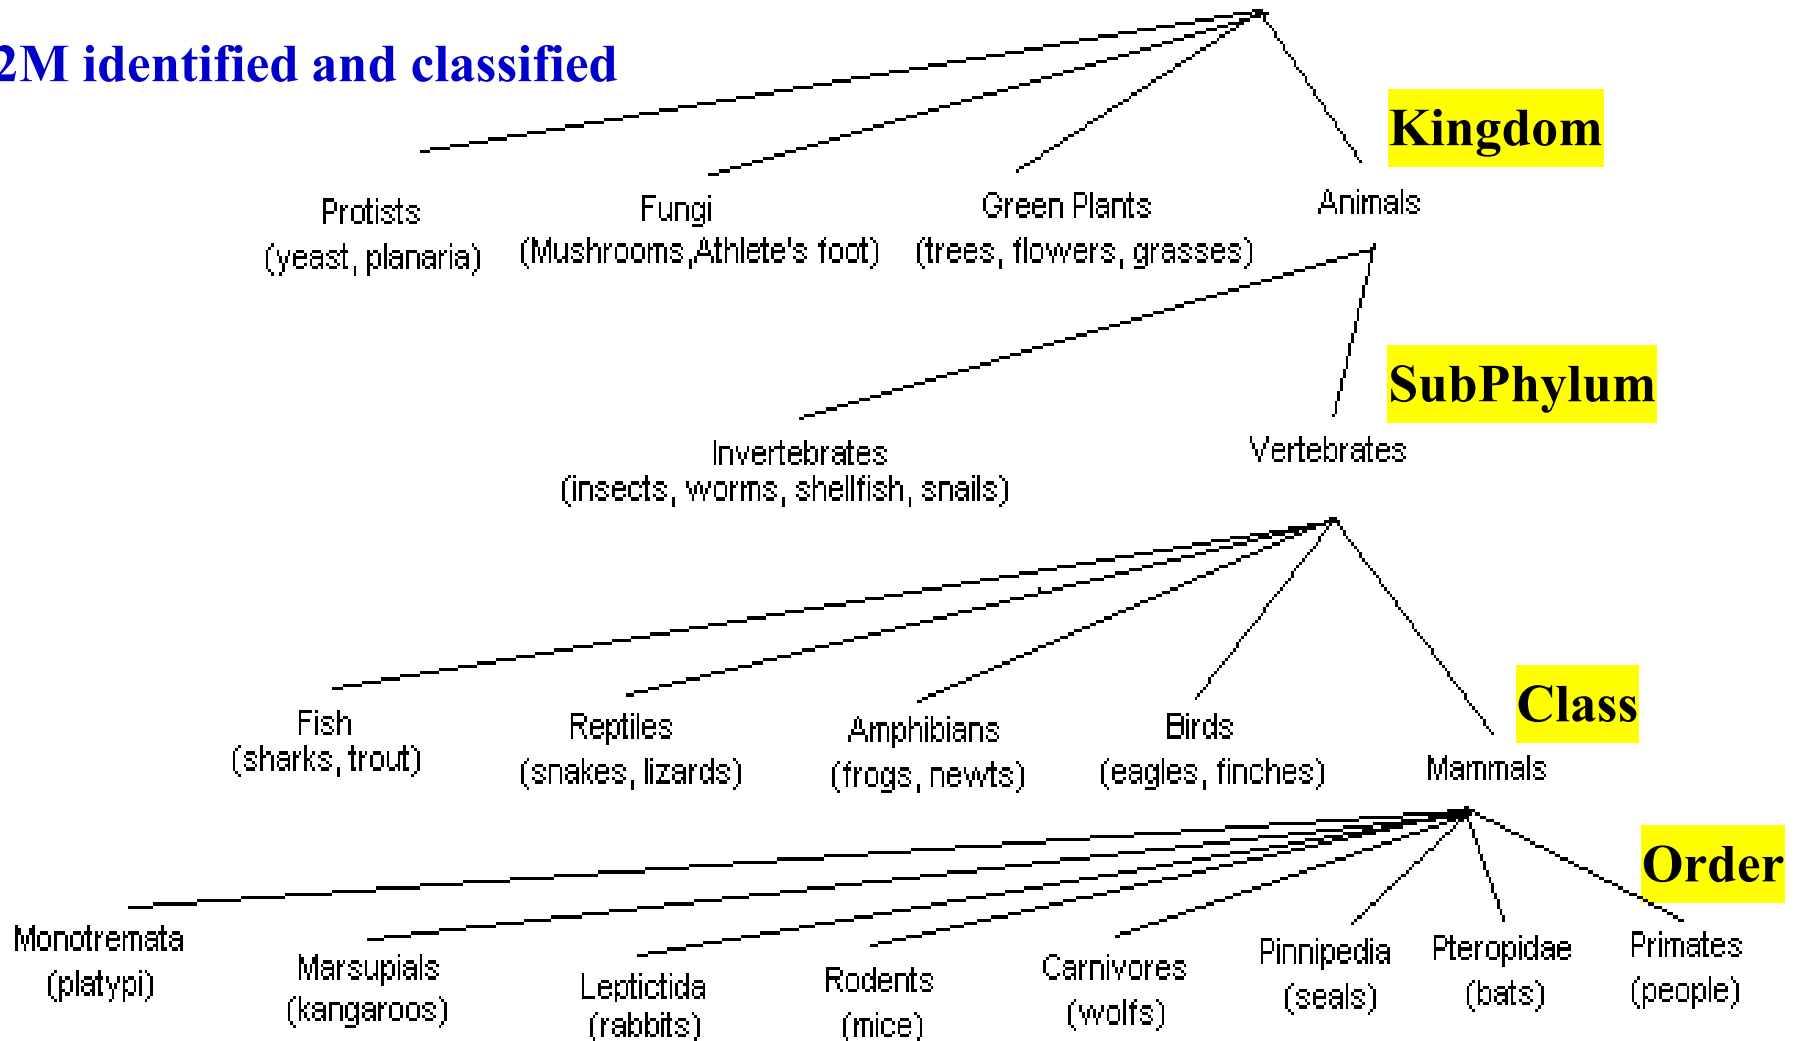 2M identified and classified
Kingdom
Protists
(yeast, planaria)
Fungi
(Mushrooms,Athlete's foot)
Green Plants
(trees, flowers, grasses)
Animals
SubPhylum
Invertebrates
(insects, worms, shellfish, snails)
Vertebrates
Class
Fish
(sharks, trout)
Reptiles
(snakes, lizards)
Amphibians
(frogs, newts)
Birds
(eagles, finches)
Mammals
Order
Monotremata
(platypi)
Marsupials
(kangaroos)
Leptictida
(rabbits)
Rodents
(mice)
Carnivores
(wolfs)
Pinnipedia
(seals)
Pteropidae
(bats)
Primates
(people)